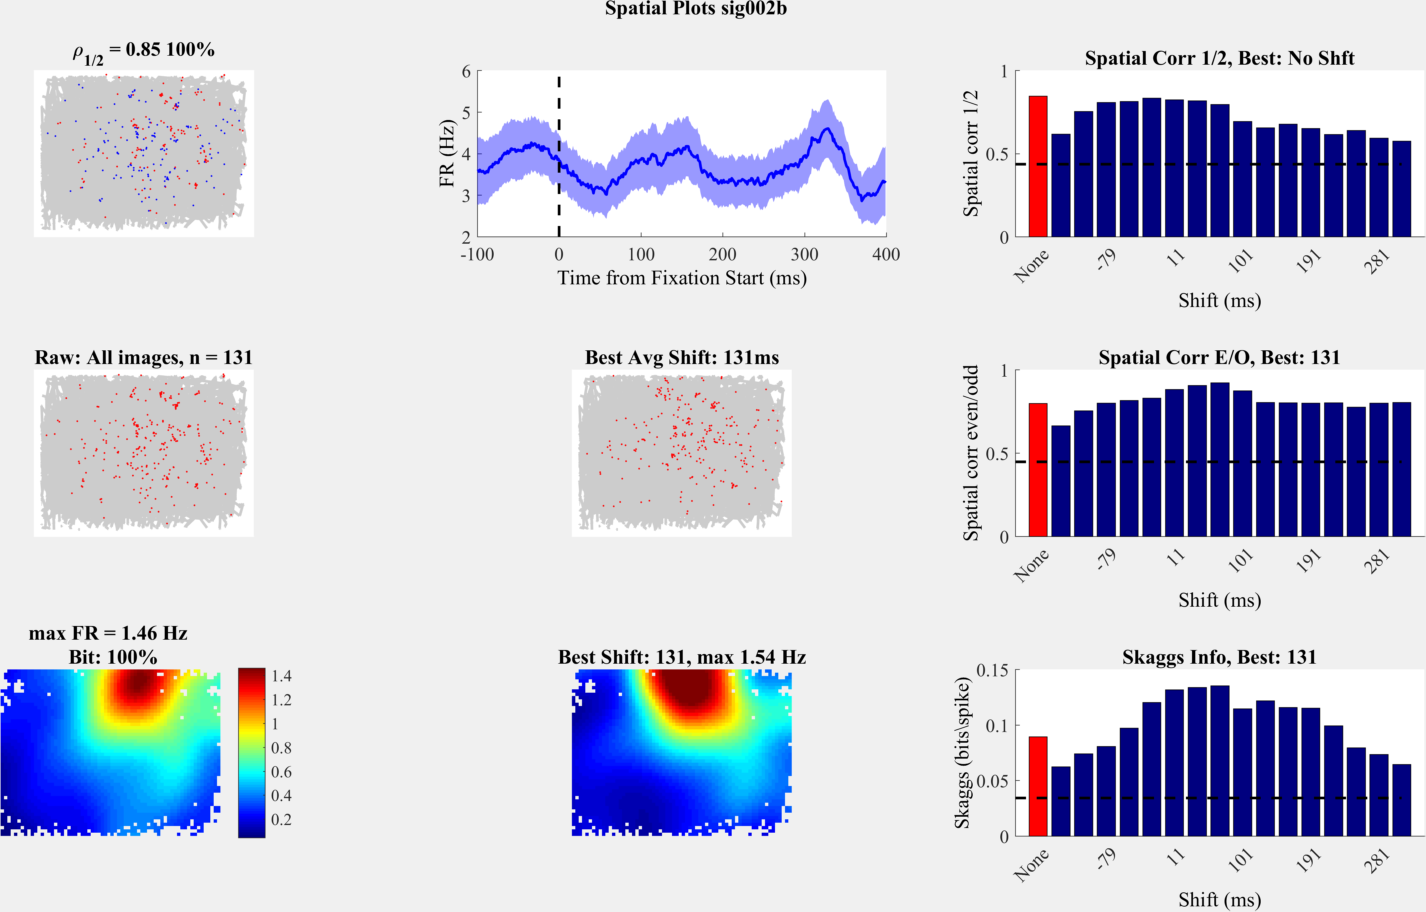 Spatial Plots sig002b
ρ1/2 = 0.85 100%
6
5
4
3
2
FR (Hz)
-100 0 100 200 300 400
Time from Fixation Start (ms)
Spatial Corr 1/2, Best: No Shft
1
0.5
0
Spatial corr 1/2
None -79 11 101 191 281
Shift (ms)
Raw: All images, n = 131
Best Avg Shift: 131ms
Spatial Corr E/O, Best: 131
1
0.5
0
Spatial corr even/odd
None -79 11 101 191 281
Shift (ms)
max FR = 1.46 Hz
Bit: 100%
1.4
1.2
1
0.8
0.6
0.4
0.2
Best Shift: 131, max 1.54 Hz
Skaggs Info, Best: 131
0.15
0.1
0.05
0
Skaggs (bits\spike)
None -79 11 101 191 281
Shift (ms)